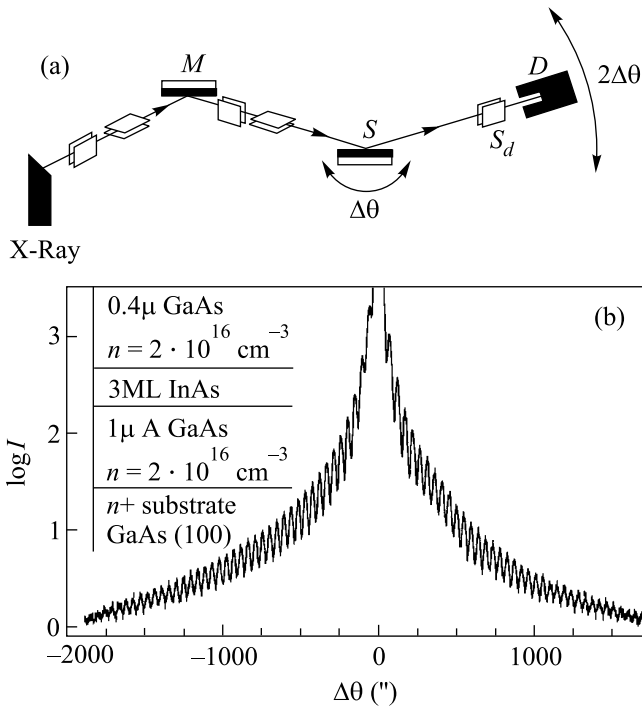 (a)
M
D
2Δθ
S
S_d
Δθ
X-Ray
(b)
0.4μ GaAs
n = 2 · 10^16 cm^−3
3ML InAs
1μ A GaAs
n = 2 · 10^16 cm^−3
n+ substrate
GaAs (100)
log I
3
2
1
0
−2000
−1000
0
1000
Δθ (")